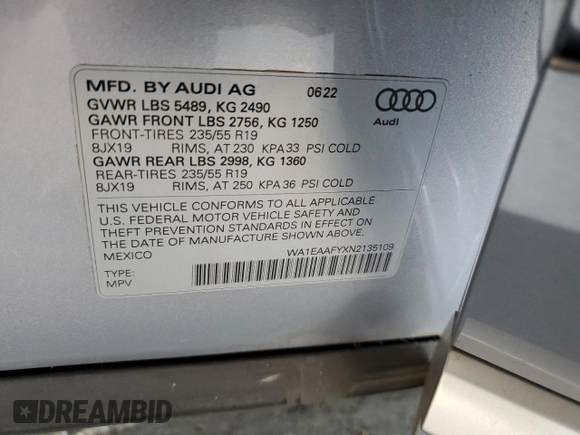 MFD. BY AUDI AG 0622
GVWR LBS 5489, KG 2490
GAWR FRONT LBS 2756, KG 1250
FRONT-TIRES 235/55 R19
8JX19 RIMS, AT 230 KPA33 PSI COLD
GAWR REAR LBS 2998, KG 1360
REAR-TIRES 235/55 R19
8JX19 RIMS, AT 250 KPA36 PSI COLD
Audi
THIS VEHICLE CONFORMS TO ALL APPLICABLE
U.S. FEDERAL MOTOR VEHICLE SAFETY AND
THEFT PREVENTION STANDARDS IN EFFECT ON
THE DATE OF MANUFACTURE SHOWN ABOVE.
MEXICO WA1EAAFYXN2135109
TYPE:
MPV
DREAMBID